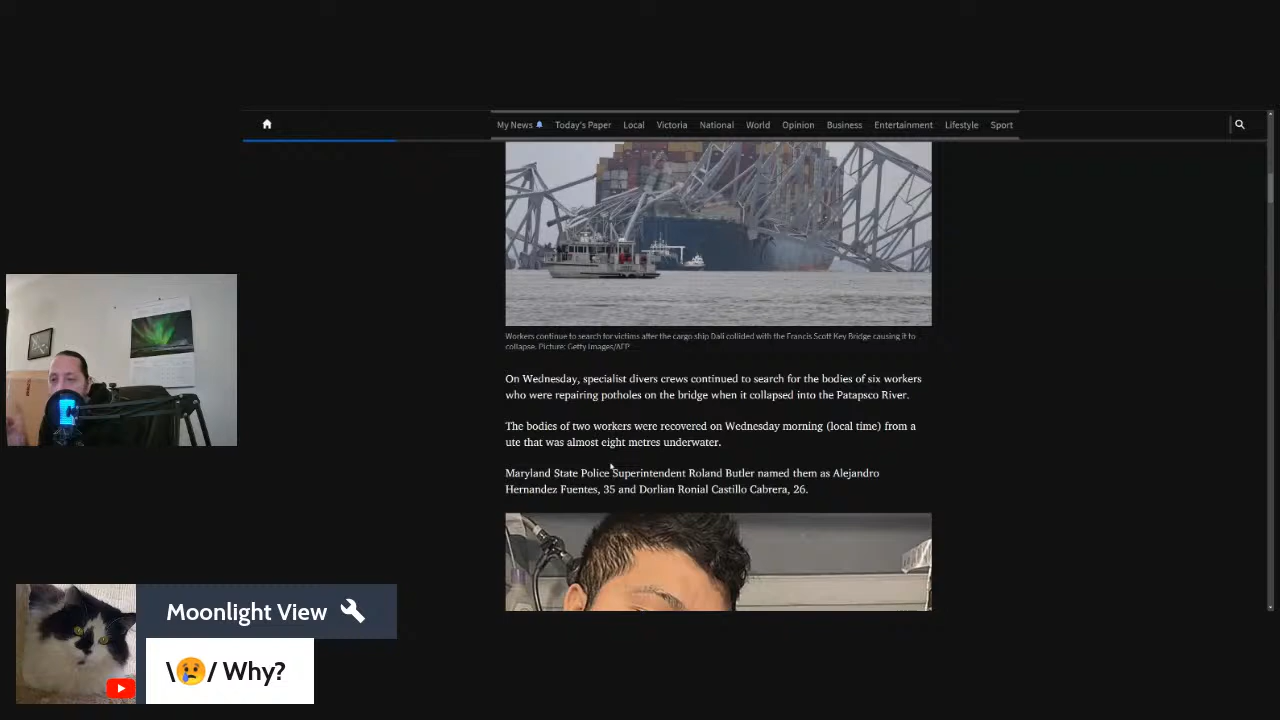 My News Today's Paper Local Victoria National World Opinion Business Entertainment Lifestyle Sport
Workers continue to search for victims after the cargo ship Dali collided with the Francis Scott Key Bridge causing it to
collapse. Picture: Getty Images/AFP
On Wednesday, specialist divers crews continued to search for the bodies of six workers
who were repairing potholes on the bridge when it collapsed into the Patapsco River.
The bodies of two workers were recovered on Wednesday morning (local time) from a
ute that was almost eight metres underwater.
Maryland State Police Superintendent Roland Butler named them as Alejandro
Hernandez Fuentes, 35 and Dorlian Ronial Castillo Cabrera, 26.
Moonlight View
\😢/ Why?